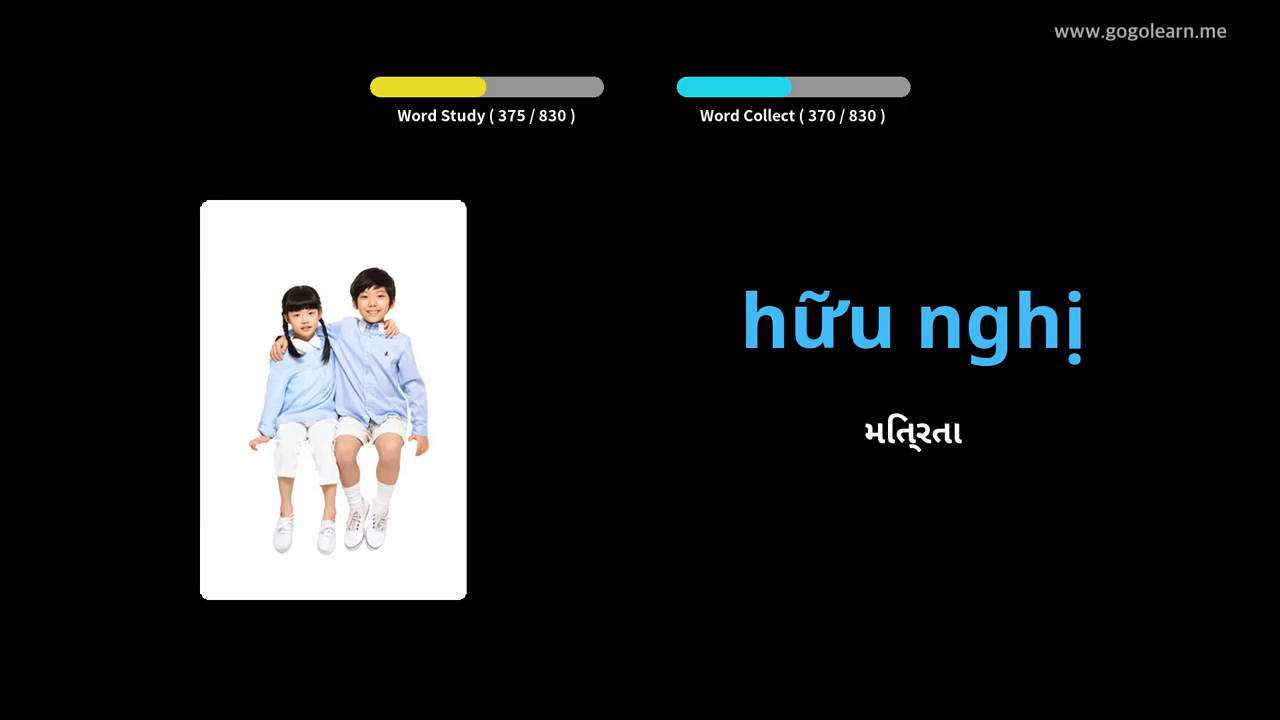 www.gogolearn.me
Word Study ( 375 / 830 )
Word Collect ( 370 / 830 )
hữu nghị
મિત્રતા